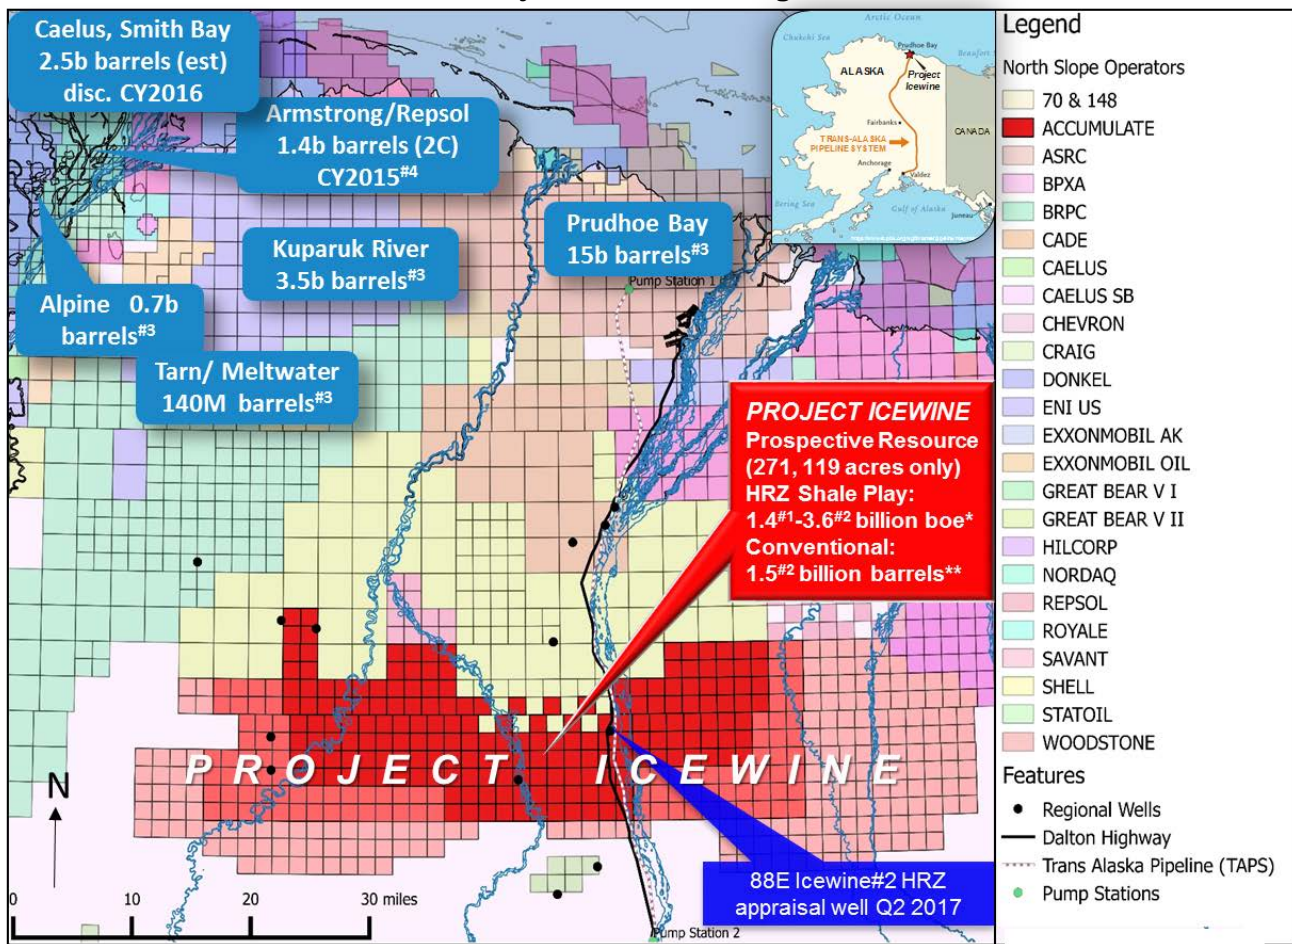 Caelus, Smith Bay
2.5b barrels (est)
disc. CY2016
Armstrong/Repsol
1.4b barrels (2C)
CY2015#4
Kuparuk River
3.5b barrels#3
Prudhoe Bay
15b barrels#3
Pump Station 1
Alpine 0.7b
barrels#3
Tarn/ Meltwater
140M barrels#3
PROJECT ICEWINE
Prospective Resource
(271, 119 acres only)
HRZ Shale Play:
1.4#1-3.6#2 billion boe*
Conventional:
1.5#2 billion barrels**
PROJECT ICEWINE
88E Icewine#2 HRZ
appraisal well Q2 2017
Pump Station 2
N
0 10 20 30 miles
Arctic Ocean
Chukchi Sea
Prudhoe Bay
Beaufort
ALASKA
Project
Icewine
Fairbanks
CANADA
TRANS-ALASKA
PIPELINE SYSTEM
Anchorage
Valdez
Bering Sea
Gulf of Alaska
Juneau
Legend
North Slope Operators
70 & 148
ACCUMULATE
ASRC
BPXA
BRPC
CADE
CAELUS
CAELUS SB
CHEVRON
CRAIG
DONKEL
ENI US
EXXONMOBIL AK
EXXONMOBIL OIL
GREAT BEAR V I
GREAT BEAR V II
HILCORP
NORDAQ
REPSOL
ROYALE
SAVANT
SHELL
STATOIL
WOODSTONE
Features
Regional Wells
Dalton Highway
Trans Alaska Pipeline (TAPS)
Pump Stations